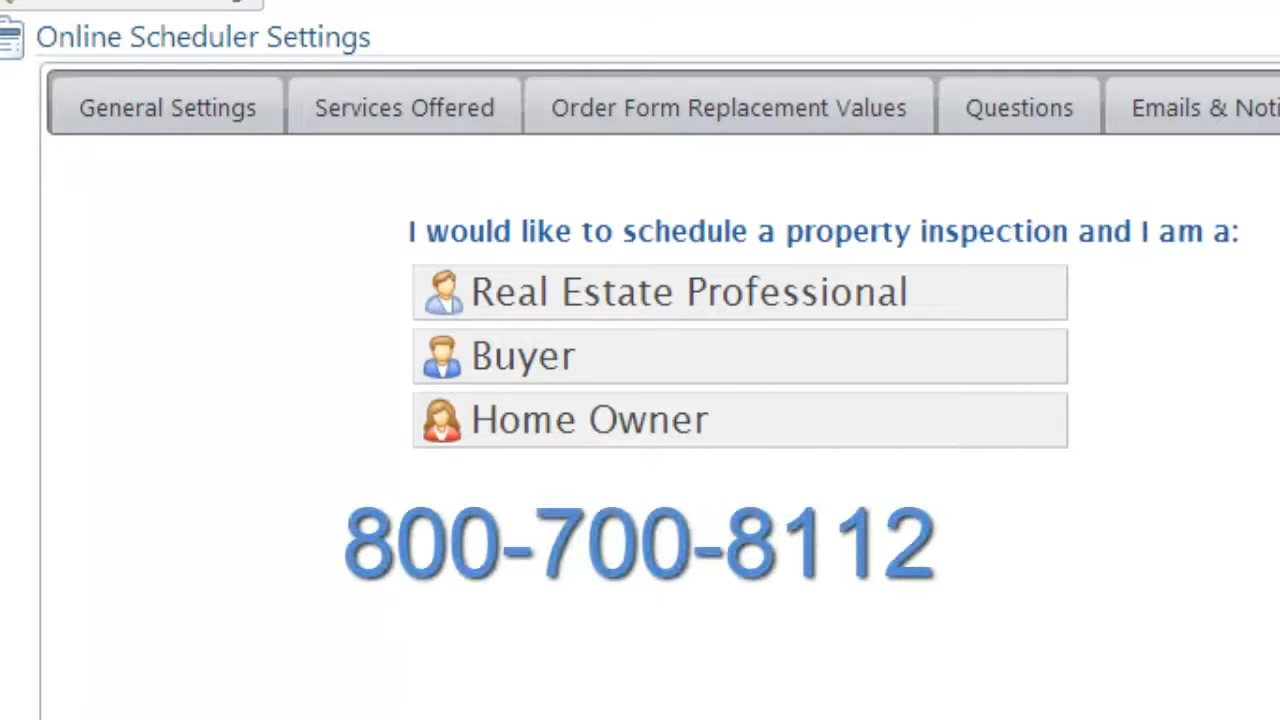 Online Scheduler Settings
General Settings Services Offered Order Form Replacement Values Questions Emails &
I would like to schedule a property inspection and I am a:
Real Estate Professional
Buyer
Home Owner
800-700-8112